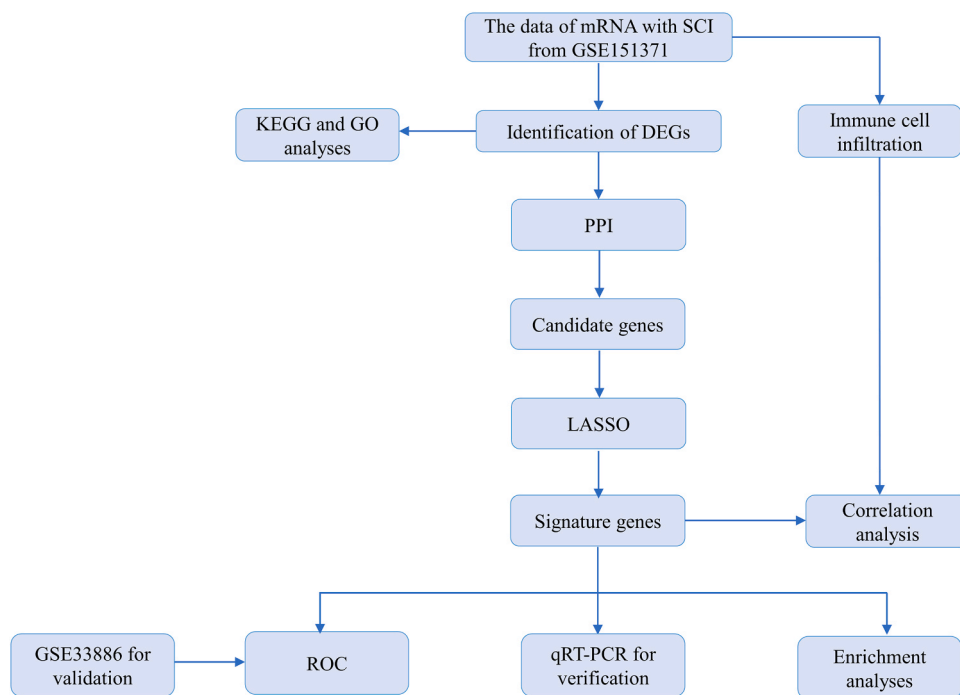 The data of mRNA with SCI
from GSE151371
KEGG and GO
analyses
Identification of DEGs
Immune cell
infiltration
PPI
Candidate genes
LASSO
Signature genes
Correlation
analysis
GSE33886 for
validation
ROC
qRT-PCR for
verification
Enrichment
analyses